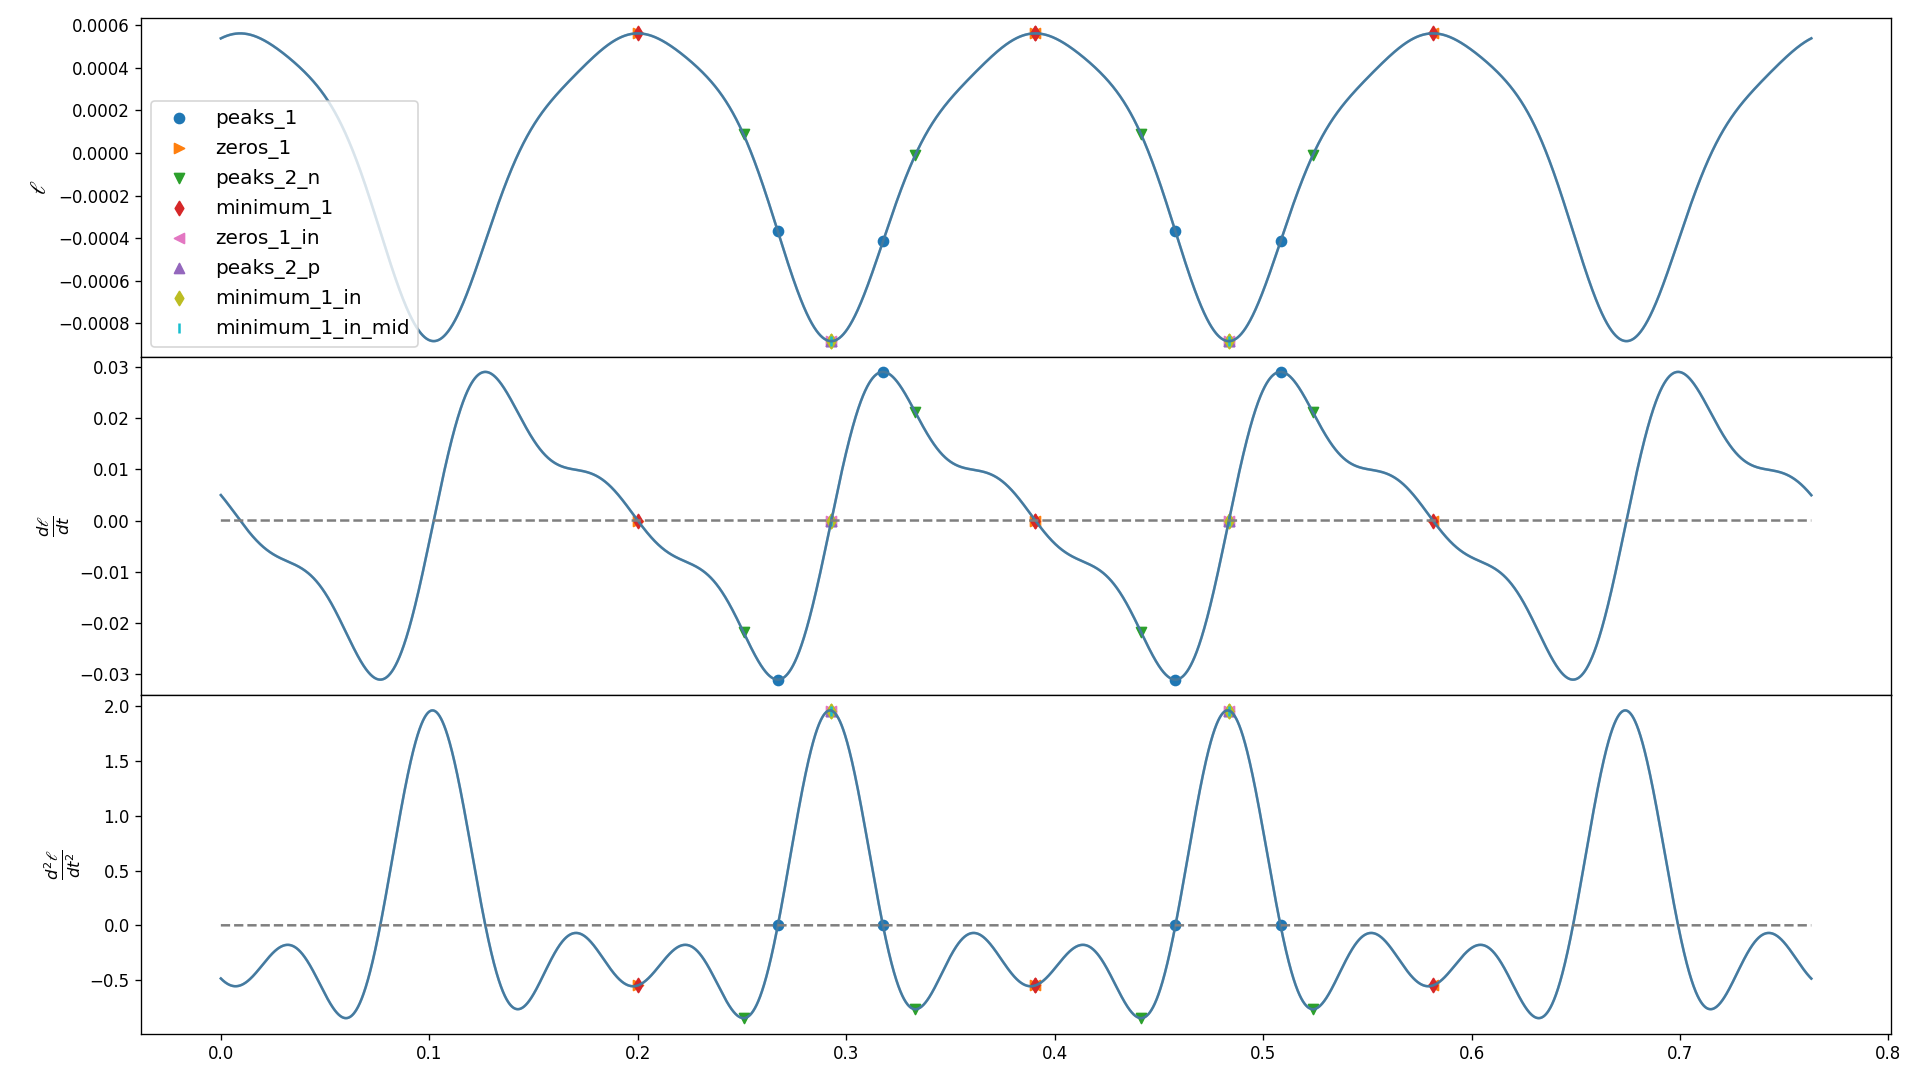 0.0006
0.0004
0.0002
0.0000
−0.0002
−0.0004
−0.0006
−0.0008
ℓ
peaks_1
zeros_1
peaks_2_n
minimum_1
zeros_1_in
peaks_2_p
minimum_1_in
minimum_1_in_mid
0.03
0.02
0.01
0.00
−0.01
−0.02
−0.03
dℓ
dt
2.0
1.5
1.0
0.5
0.0
−0.5
d²ℓ
dt²
0.0 0.1 0.2 0.3 0.4 0.5 0.6 0.7 0.8